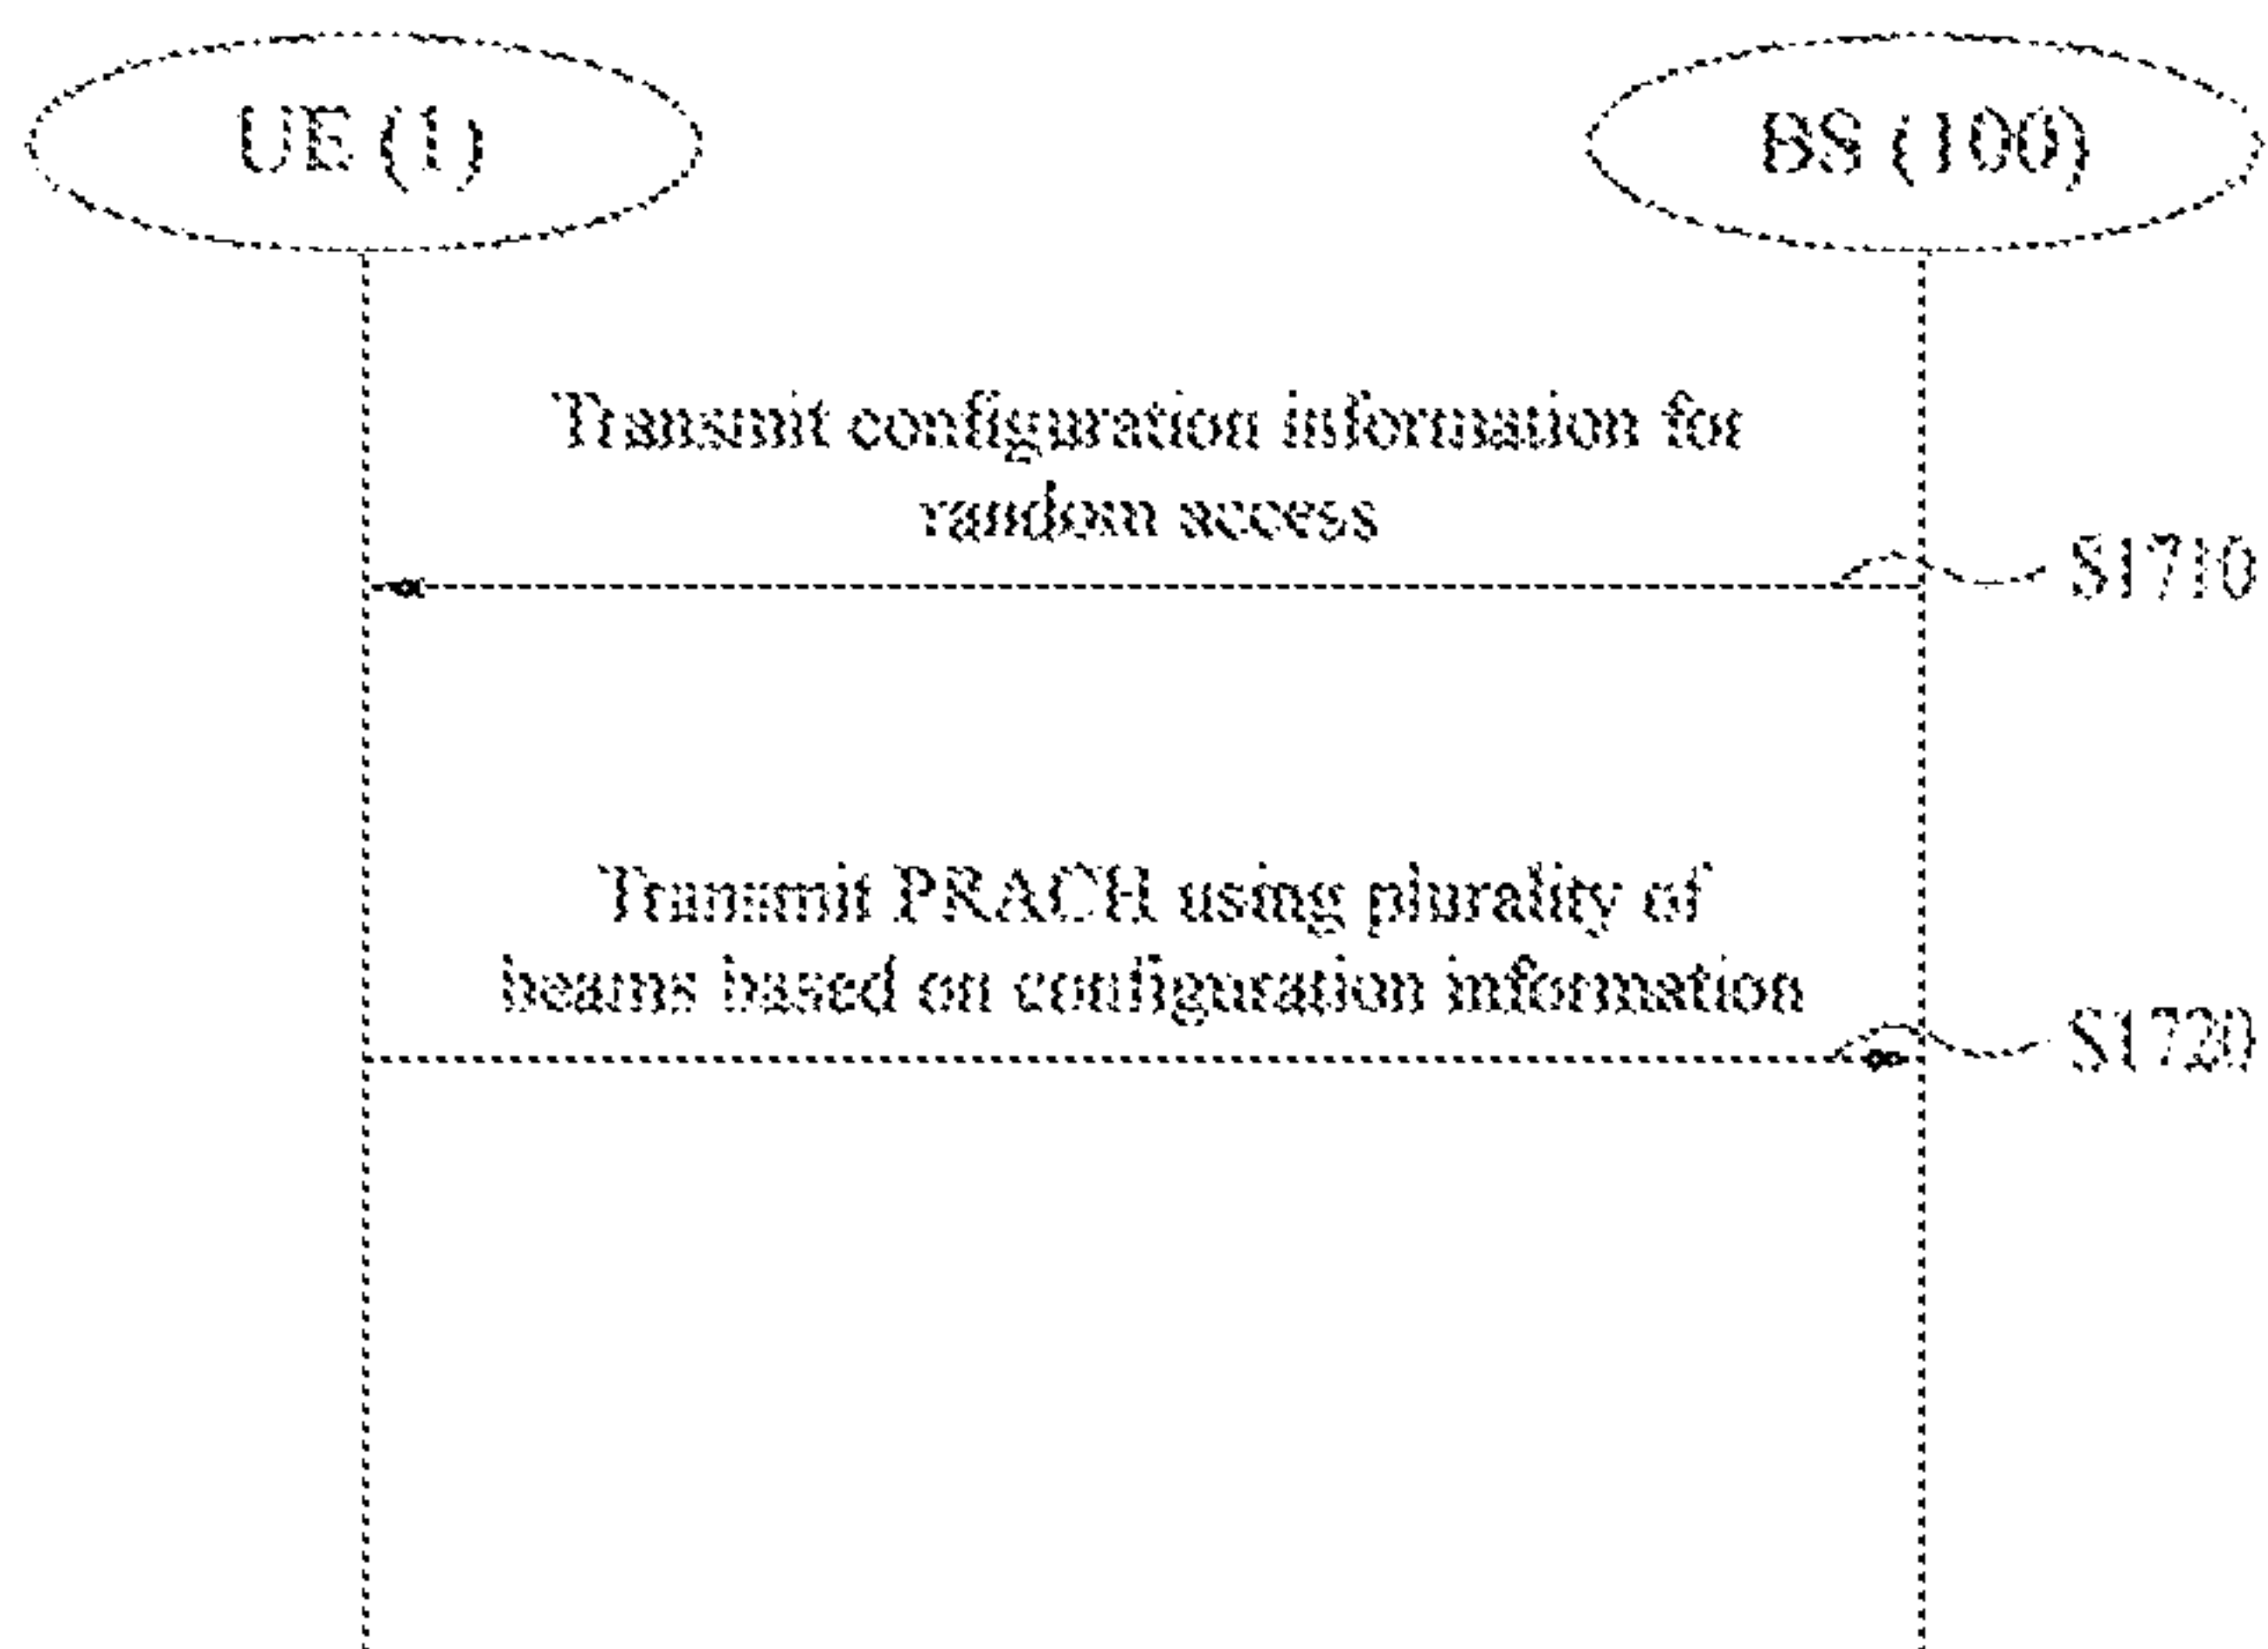 UE (1)
BS (100)
Transmit configuration information for
random access
S1710
Transmit PRACH using plurality of
beams based on configuration information
S1720